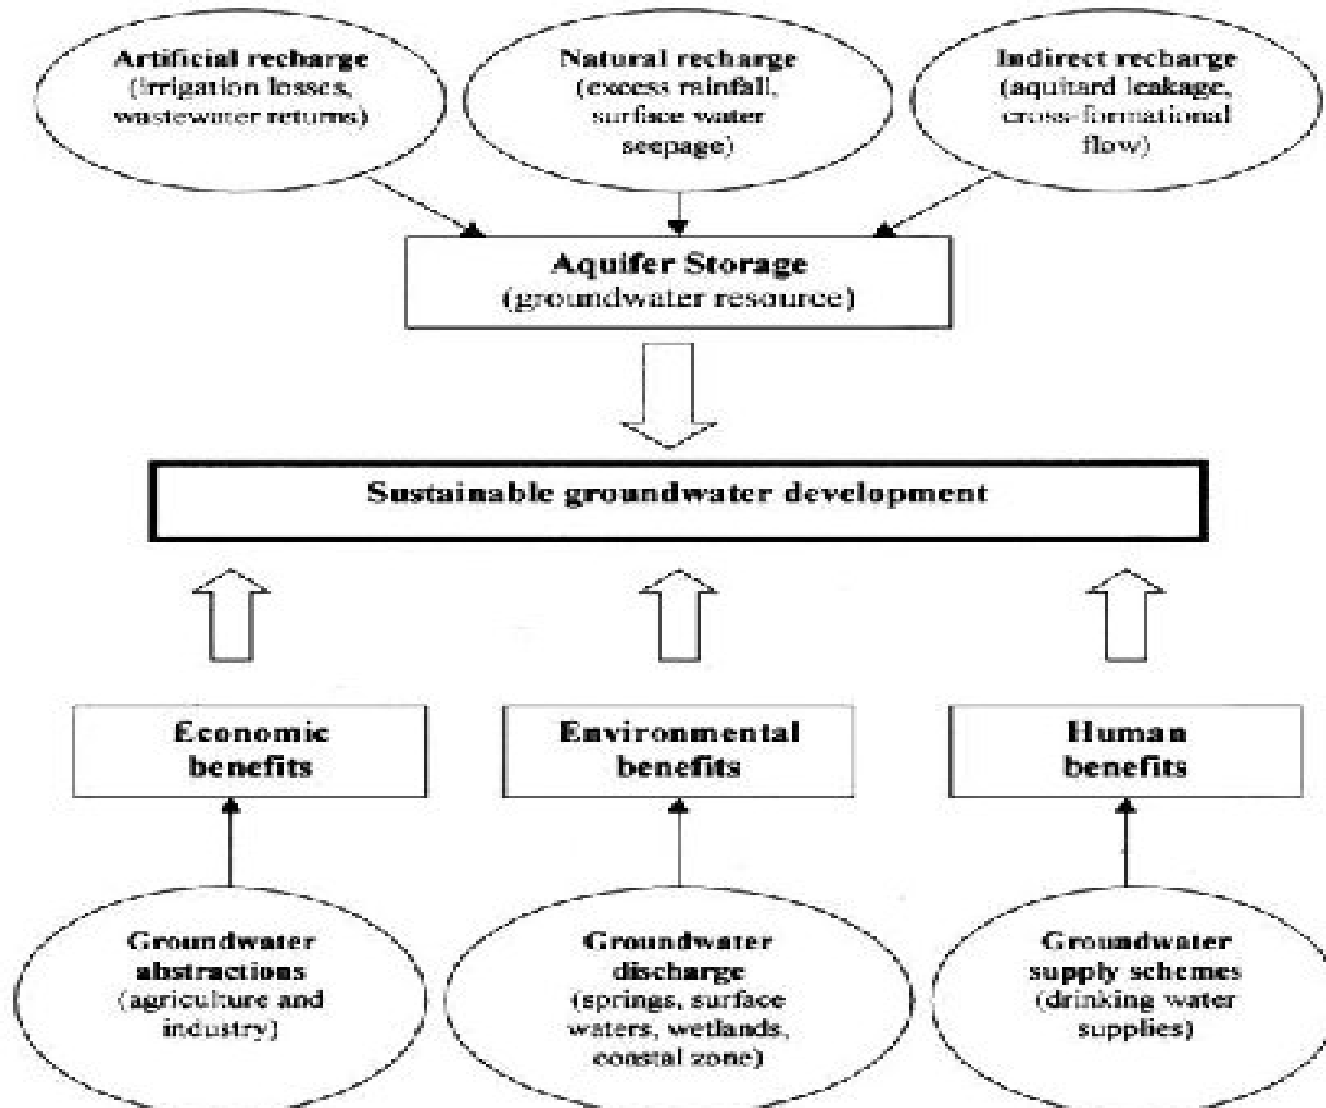 Artificial recharge
(irrigation losses,
wastewater returns)
Natural recharge
(excess rainfall,
surface water
seepage)
Indirect recharge
(aquitard leakage,
cross-formational
flow)
Aquifer Storage
(groundwater resource)
Sustainable groundwater development
Economic
benefits
Environmental
benefits
Human
benefits
Groundwater
abstractions
(agriculture and
industry)
Groundwater
discharge
(springs, surface
waters, wetlands,
coastal zone)
Groundwater
supply schemes
(drinking water
supplies)